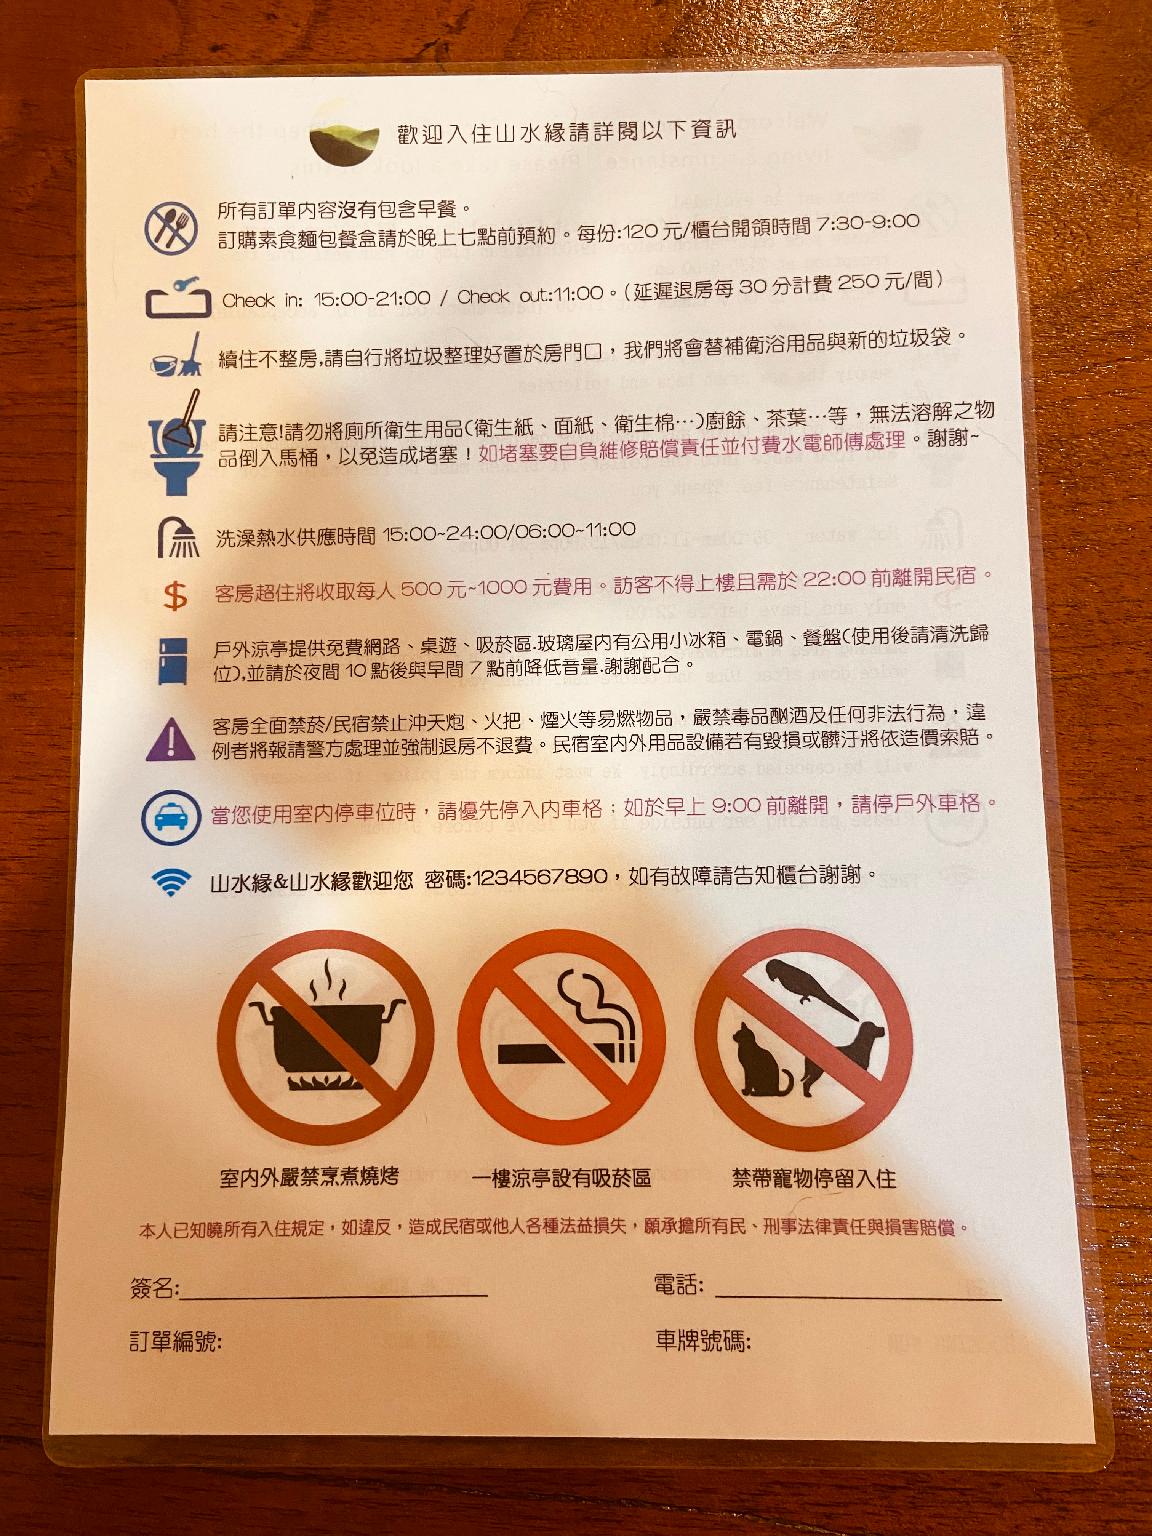 歡迎入住山水緣請詳閱以下資訊
所有訂單內容沒有包含早餐。
訂購素食麵包餐盒請於晚上七點前預約。每份:120元/櫃台開領時間 7:30-9:00
Check in: 15:00-21:00 / Check out:11:00。(延遲退房每30分計費250元/間)
續住不整房,請自行將垃圾整理好置於房門口，我們將會替補衛浴用品與新的垃圾袋。
請注意!請勿將廁所衛生用品(衛生紙、面紙、衛生棉…)廚餘、茶葉…等，無法溶解之物
品倒入馬桶，以免造成堵塞！如堵塞要自負維修賠償責任並付費水電師傅處理。謝謝~
洗澡熱水供應時間 15:00~24:00/06:00~11:00
客房超住將收取每人500元~1000元費用。訪客不得上樓且需於22:00前離開民宿。
戶外涼亭提供免費網路、桌遊、吸菸區.玻璃屋內有公用小冰箱、電鍋、餐盤(使用後請清洗歸
位),並請於夜間10點後與早間7點前降低音量.謝謝配合。
客房全面禁菸/民宿禁止沖天炮、火把、煙火等易燃物品，嚴禁毒品酗酒及任何非法行為，違
例者將報請警方處理並強制退房不退費。民宿室內外用品設備若有毀損或髒汙將依造價索賠。
當您使用室內停車位時，請優先停入內車格；如於早上9:00前離開，請停戶外車格。
山水緣&山水緣歡迎您 密碼:1234567890，如有故障請告知櫃台謝謝。
室內外嚴禁烹煮燒烤
一樓涼亭設有吸菸區
禁帶寵物停留入住
本人已知曉所有入住規定，如違反，造成民宿或他人各種法益損失，願承擔所有民、刑事法律責任與損害賠償。
簽名:
電話:
訂單編號:
車牌號碼: